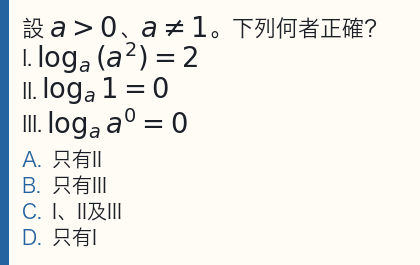 設 a > 0、a ≠ 1。下列何者正確?
I. logₐ (a²) = 2
II. logₐ 1 = 0
III. logₐ a⁰ = 0
A. 只有II
B. 只有III
C. I、II及III
D. 只有I